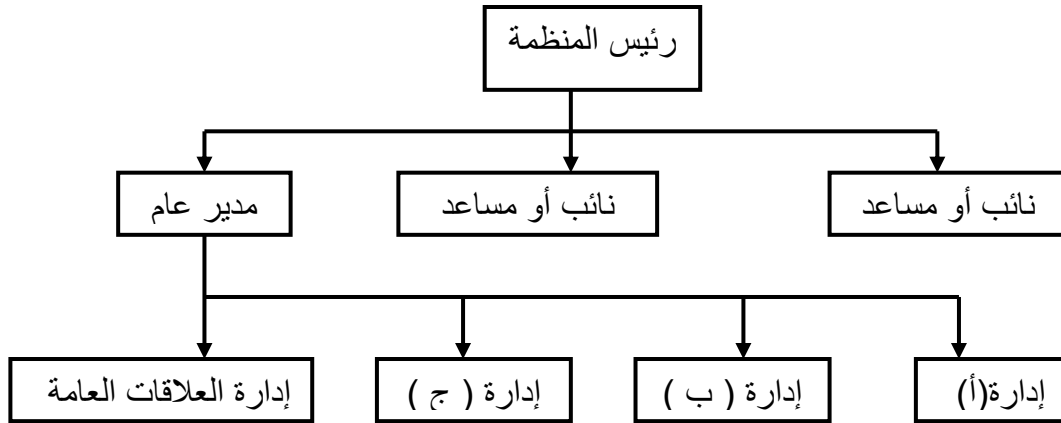 رئيس المنظمة
نائب أو مساعد
نائب أو مساعد
مدير عام
إدارة(أ)
إدارة ( ب )
إدارة ( ج )
إدارة العلاقات العامة